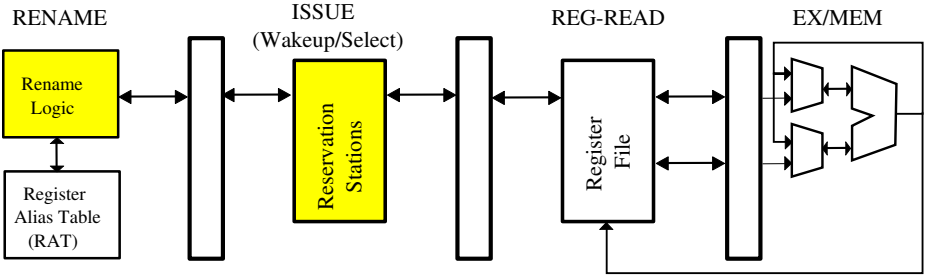 RENAME
ISSUE
(Wakeup/Select)
REG-READ
EX/MEM
Rename
Logic
Register
Alias Table
(RAT)
Reservation
Stations
Register
File